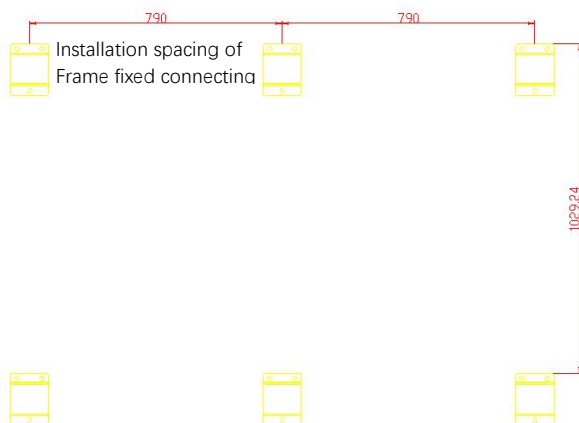 790
790
Installation spacing of
Frame fixed connecting
1029.24